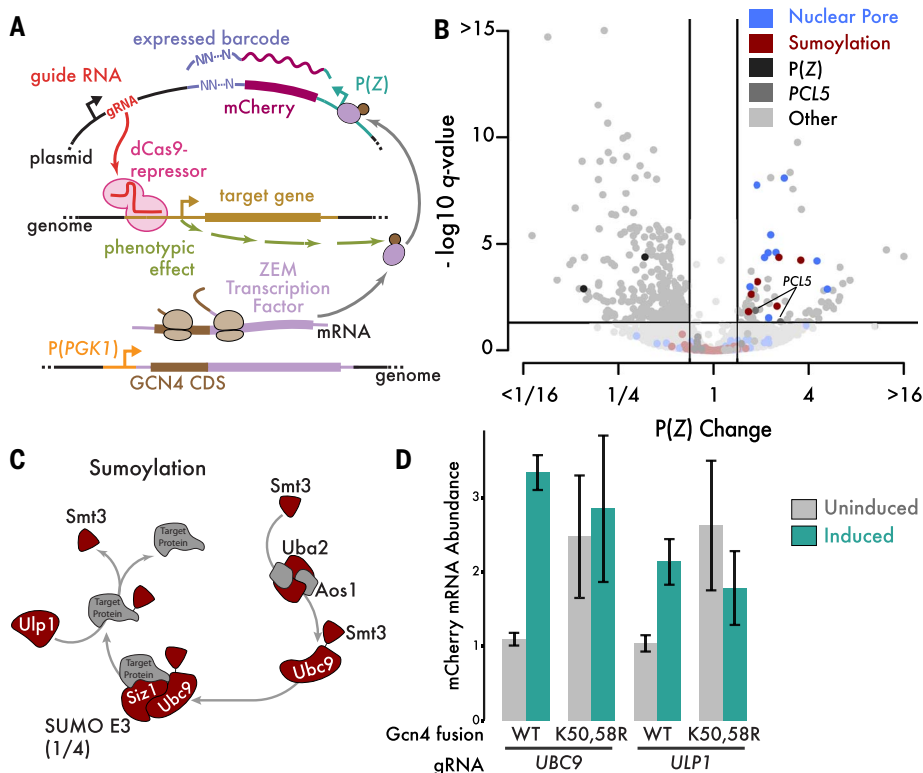 A
expressed barcode
NN...N
guide RNA
NN...N
P(Z)
gRNA
mCherry
plasmid
dCas9-
repressor
target gene
genome
phenotypic
effect
ZEM
Transcription
Factor
mRNA
P(PGK1)
GCN4 CDS
genome
B
Nuclear Pore
Sumoylation
P(Z)
PCL5
Other
>15
10
5
0
- log10 q-value
PCL5
<1/16
1/4
1
4
>16
P(Z) Change
C
Sumoylation
Smt3
Smt3
Target
Protein
Uba2
Aos1
Target
Protein
Ulp1
Smt3
Target
Protein
Siz1
Ubc9
Ubc9
SUMO E3
(1/4)
D
Uninduced
Induced
mCherry mRNA Abundance
3
2
1
0
Gcn4 fusion
WT
K50,58R
WT
K50,58R
gRNA
UBC9
ULP1